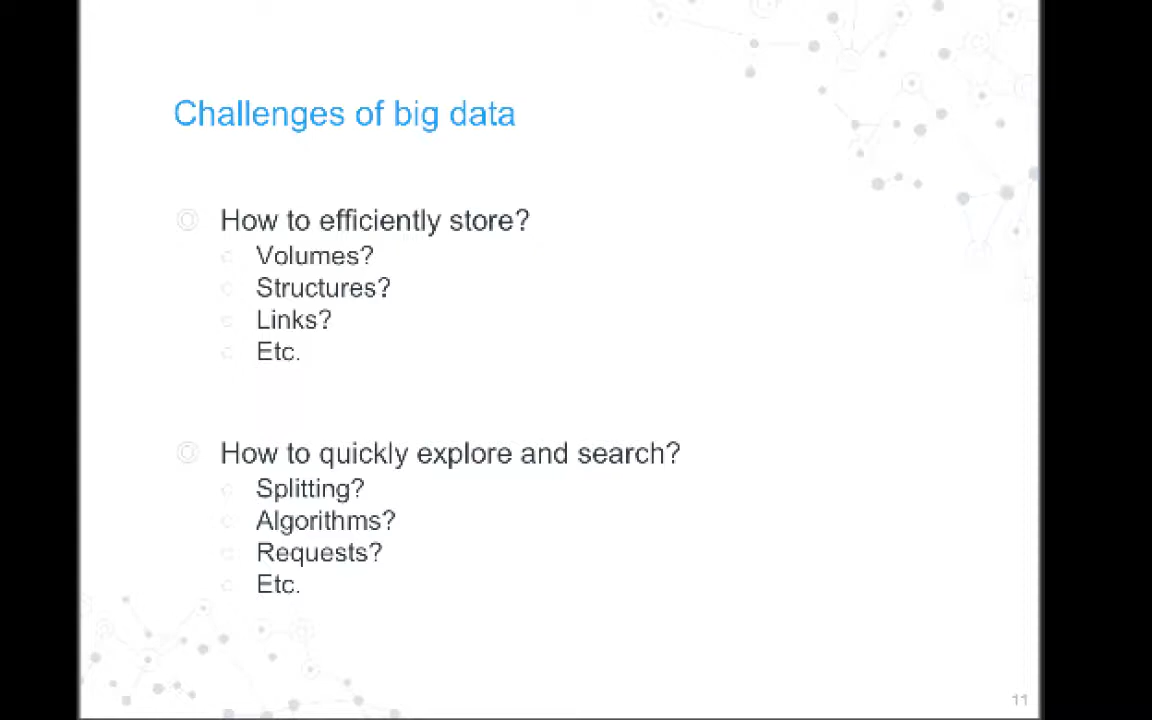 Challenges of big data
How to efficiently store?
Volumes?
Structures?
Links?
Etc.
How to quickly explore and search?
Splitting?
Algorithms?
Requests?
Etc.
11